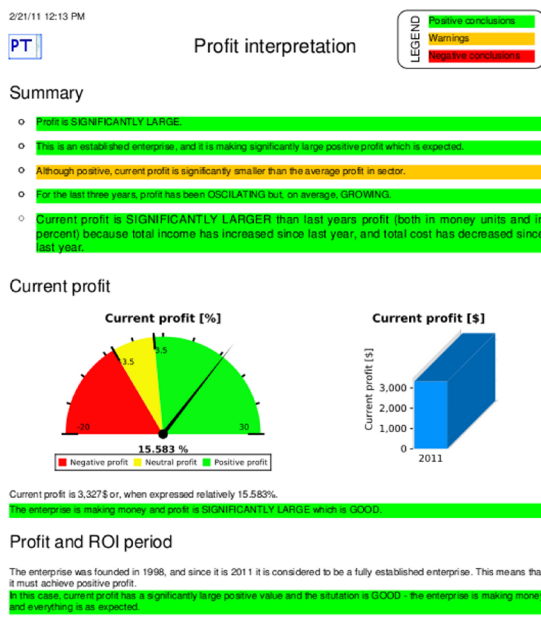 2/21/11 12:13 PM
PT
Profit interpretation
LEGEND
Positive conclusions
Warnings
Negative conclusions
Summary
Profit is SIGNIFICANTLY LARGE.
This is an established enterprise, and it is making significantly large positive profit which is expected.
Although positive, current profit is significantly smaller than the average profit in sector.
For the last three years, profit has been OSCILATING but, on average, GROWING.
Current profit is SIGNIFICANTLY LARGER than last years profit (both in money units and in
percent) because total income has increased since last year, and total cost has decreased since
last year.
Current profit
Current profit [%]
-20
3.5
3.5
30
15.583 %
Negative profit
Neutral profit
Positive profit
Current profit [$]
Current profit [$]
3,000
2,000
1,000
0
2011
Current profit is 3,327$ or, when expressed relatively 15.583%.
The enterprise is making money and profit is SIGNIFICANTLY LARGE which is GOOD.
Profit and ROI period
The enterprise was founded in 1998, and since it is 2011 it is considered to be a fully established enterprise. This means tha
it must achieve positive profit.
In this case, current profit has a significantly large positive value and the situtation is GOOD - the enterprise is making money
and everything is as expected.